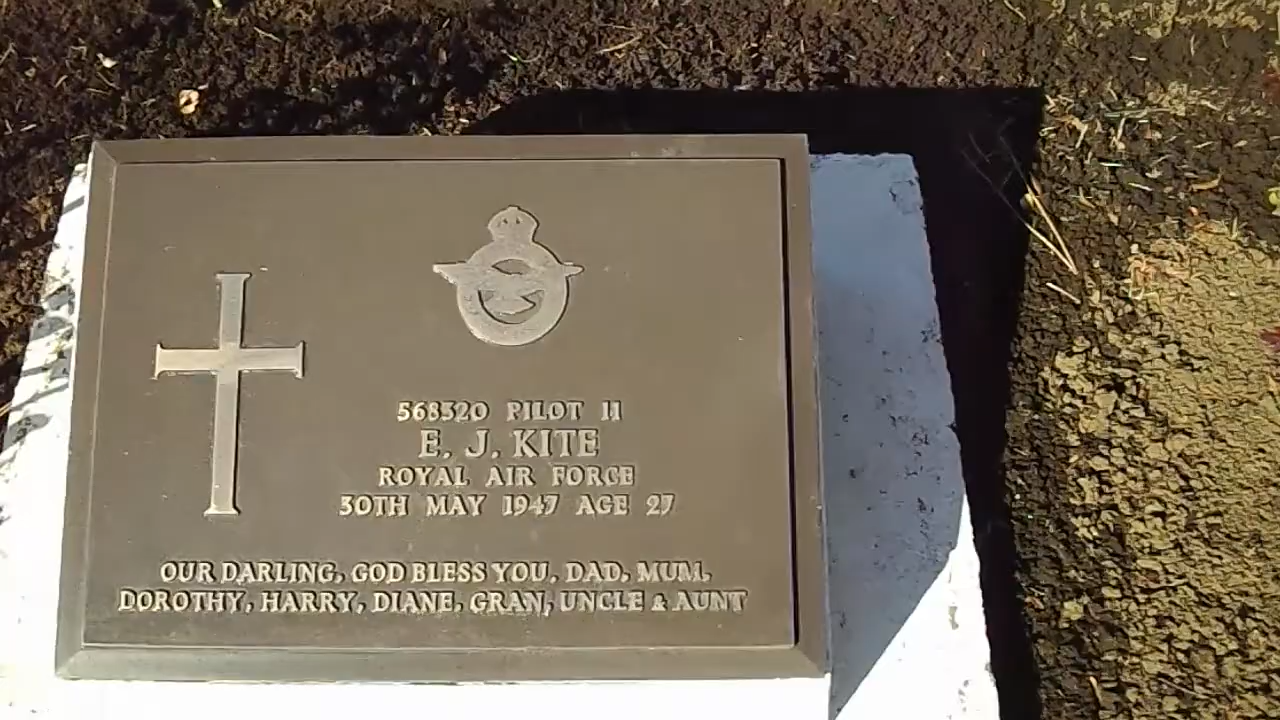 568320 PILOT 11
E. J. KITE
ROYAL AIR FORCE
30TH MAY 1947 AGE 27
OUR DARLING, GOD BLESS YOU, DAD, MUM,
DOROTHY, HARRY, DIANE, GRAN, UNCLE & AUNT